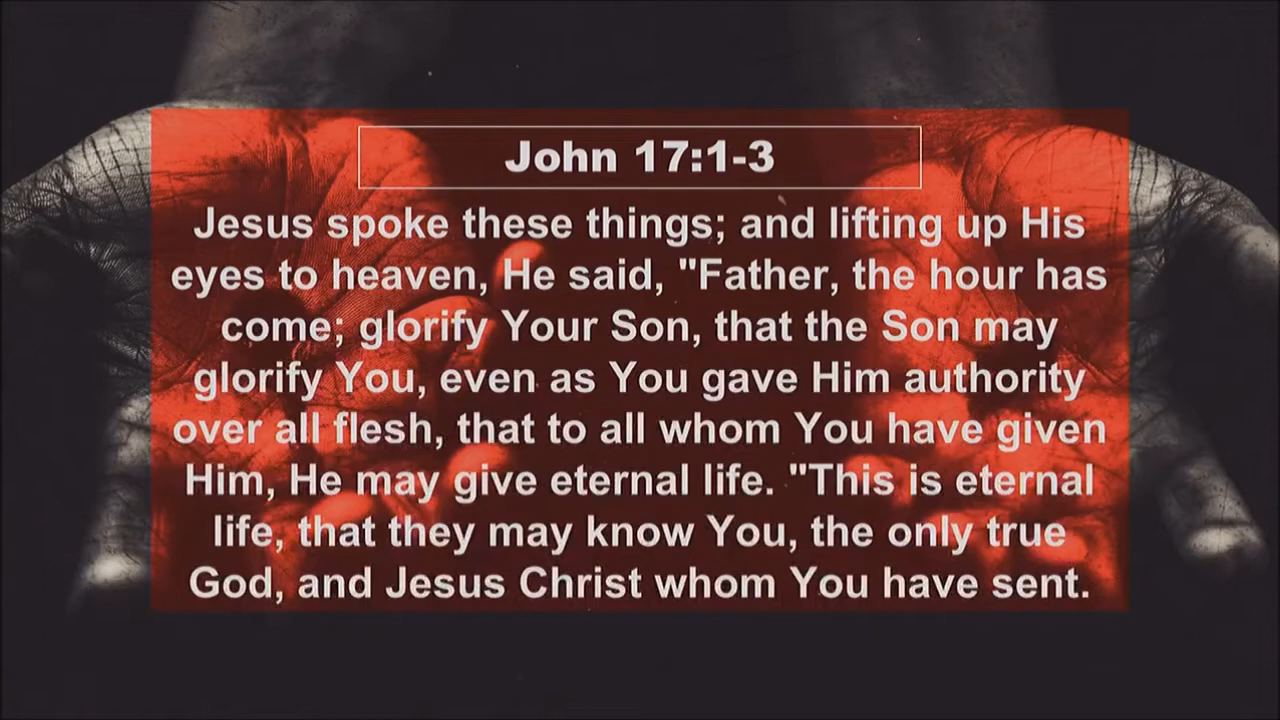 John 17:1-3
Jesus spoke these things; and lifting up His
eyes to heaven, He said, "Father, the hour has
come; glorify Your Son, that the Son may
glorify You, even as You gave Him authority
over all flesh, that to all whom You have given
Him, He may give eternal life. "This is eternal
life, that they may know You, the only true
God, and Jesus Christ whom You have sent.